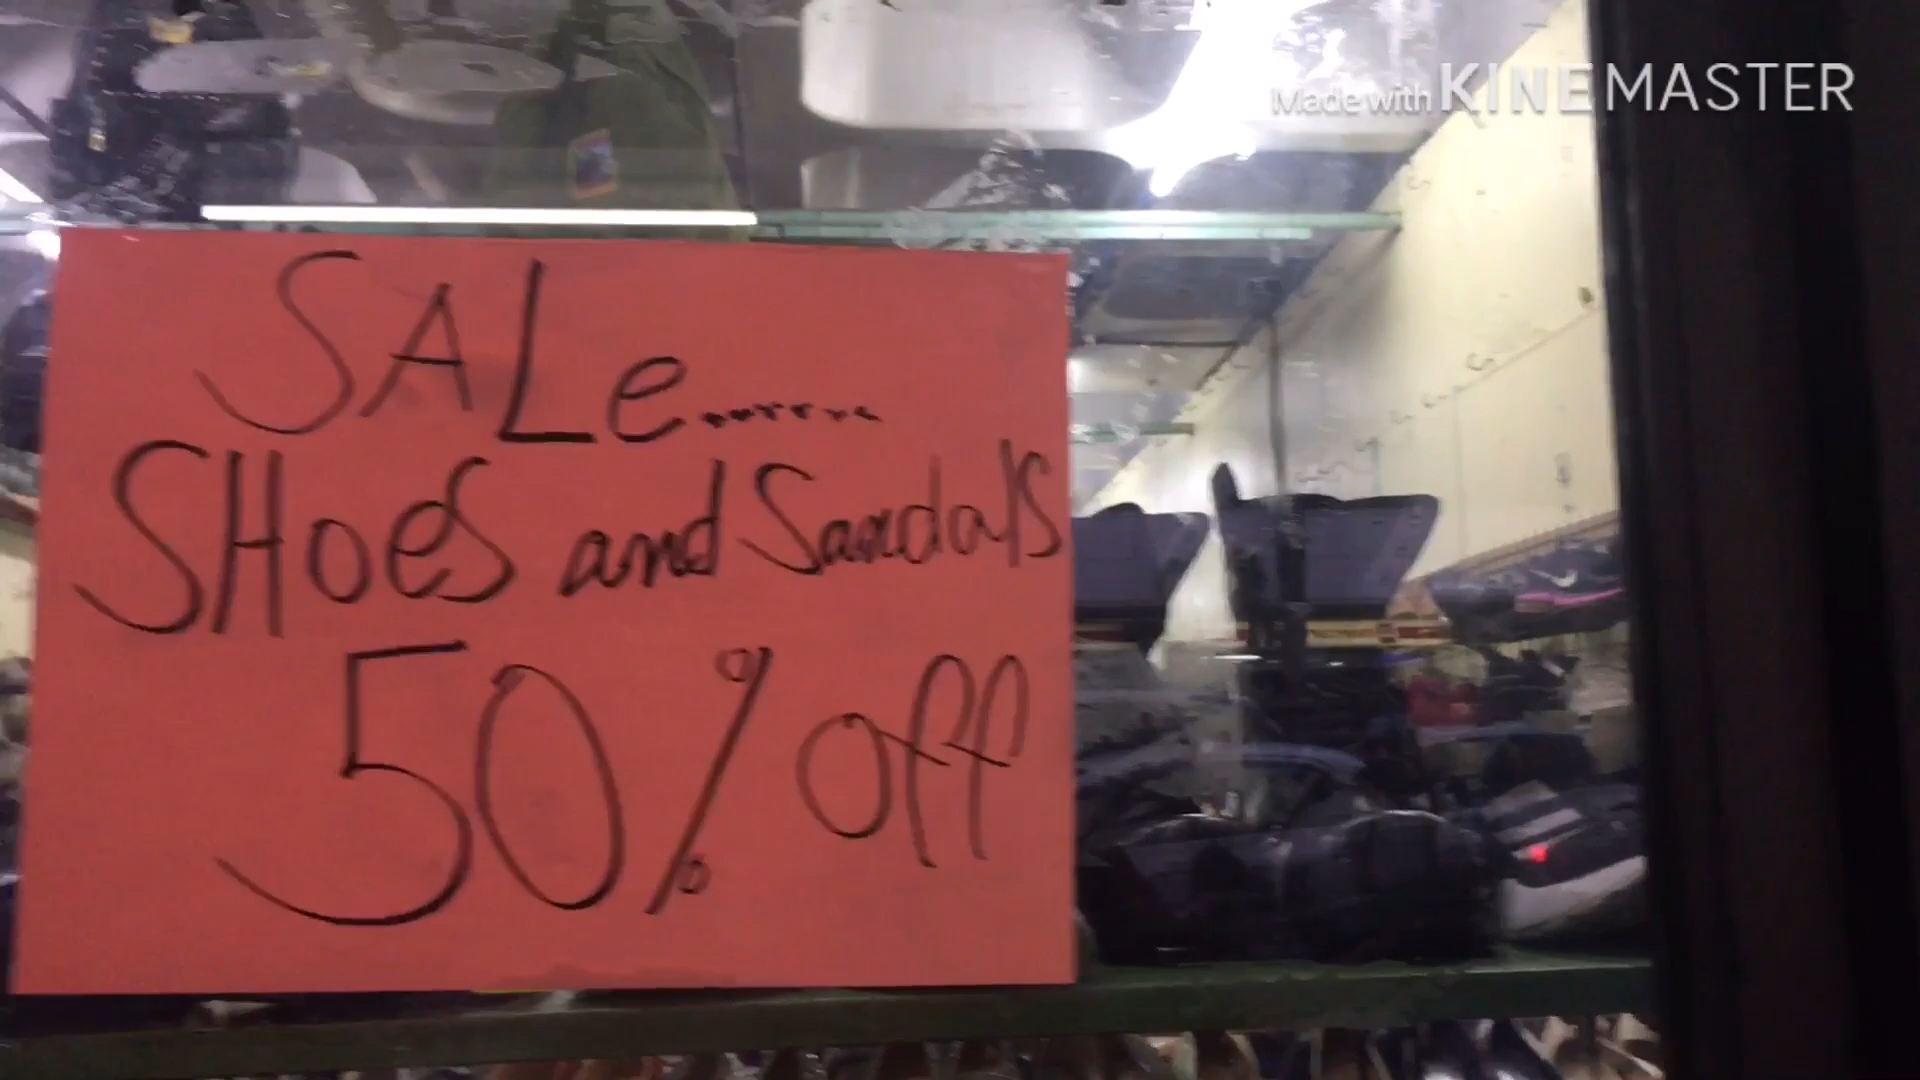 Made with KINEMASTER
SALe.......
SHoes and Sandals
50% off